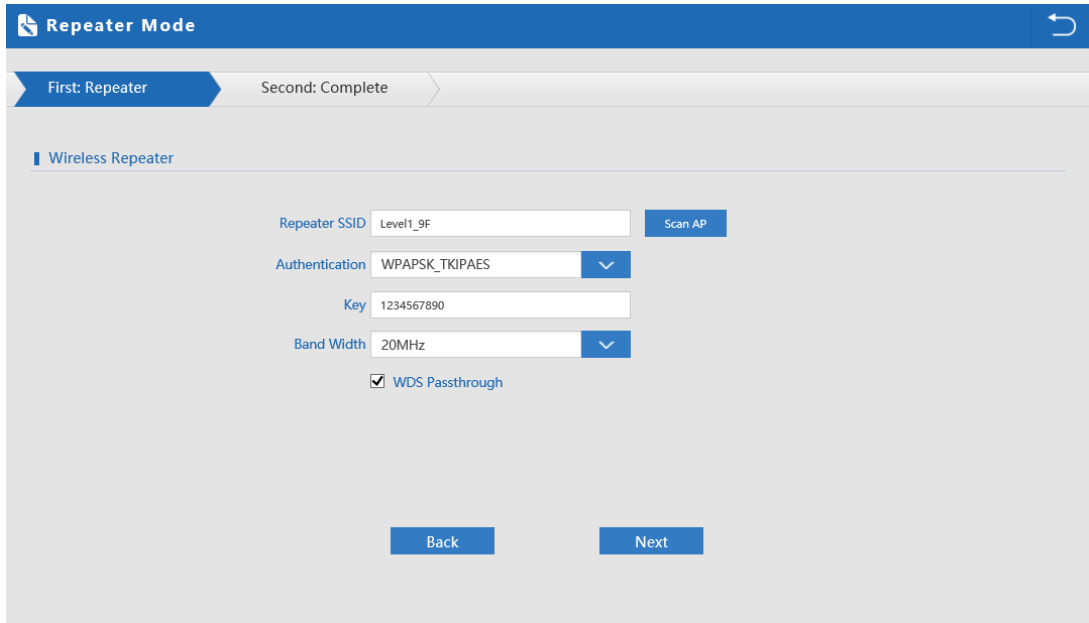 Repeater Mode
First: Repeater
Second: Complete
Wireless Repeater
Repeater SSID Level1_9F Scan AP
Authentication WPAPSK_TKIPAES
Key 1234567890
Band Width 20MHz
WDS Passthrough
Back Next